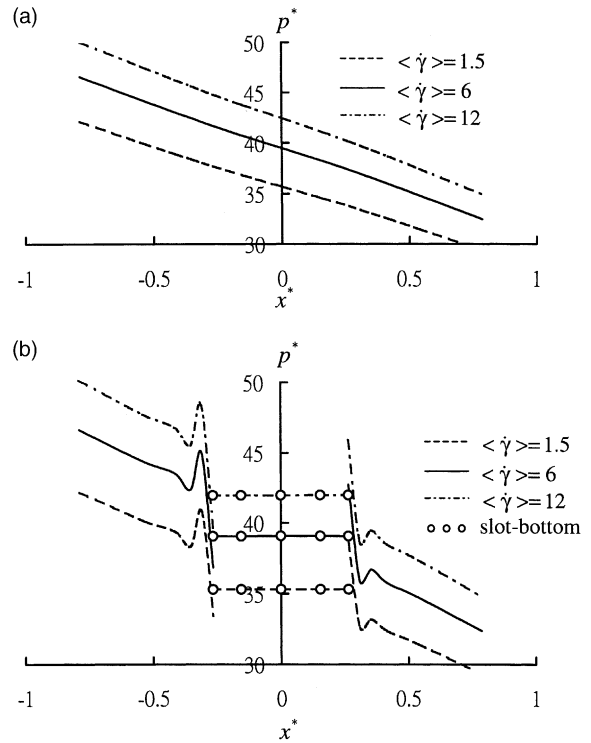 (a)
p*
50
45
40
35
30
< γ̇ >= 1.5
< γ̇ >= 6
< γ̇ >= 12
-1 -0.5 0 0.5 1
x*
(b)
p*
50
45
40
35
30
< γ̇ >= 1.5
< γ̇ >= 6
< γ̇ >= 12
slot-bottom
-1 -0.5 0 0.5 1
x*